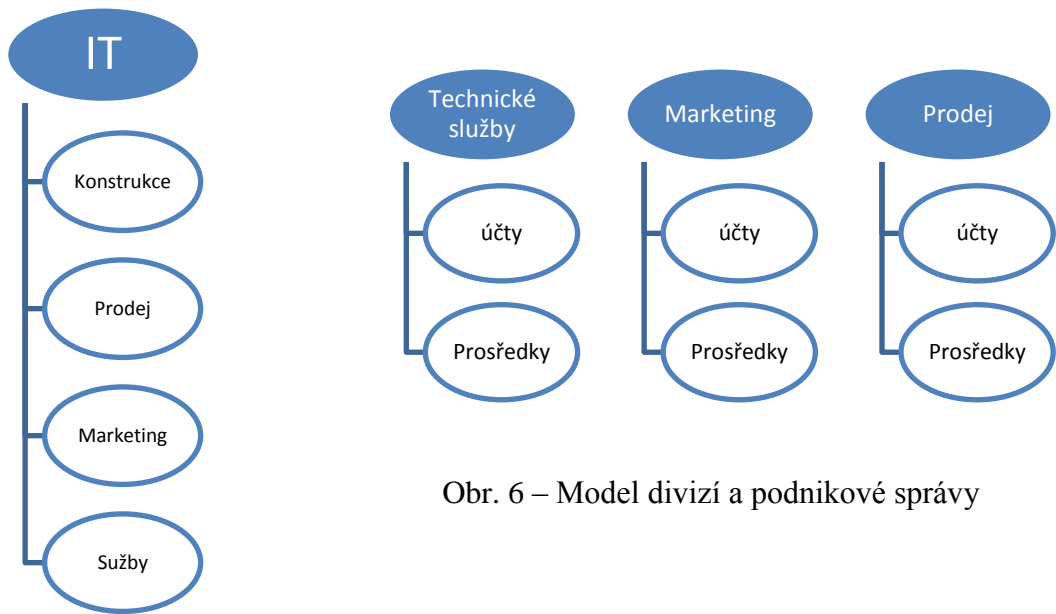 IT
Konstrukce
Prodej
Marketing
Sužby
Technické
služby
účty
Prosředky
Marketing
účty
Prosředky
Prodej
účty
Prosředky
Obr. 6 – Model divizí a podnikové správy